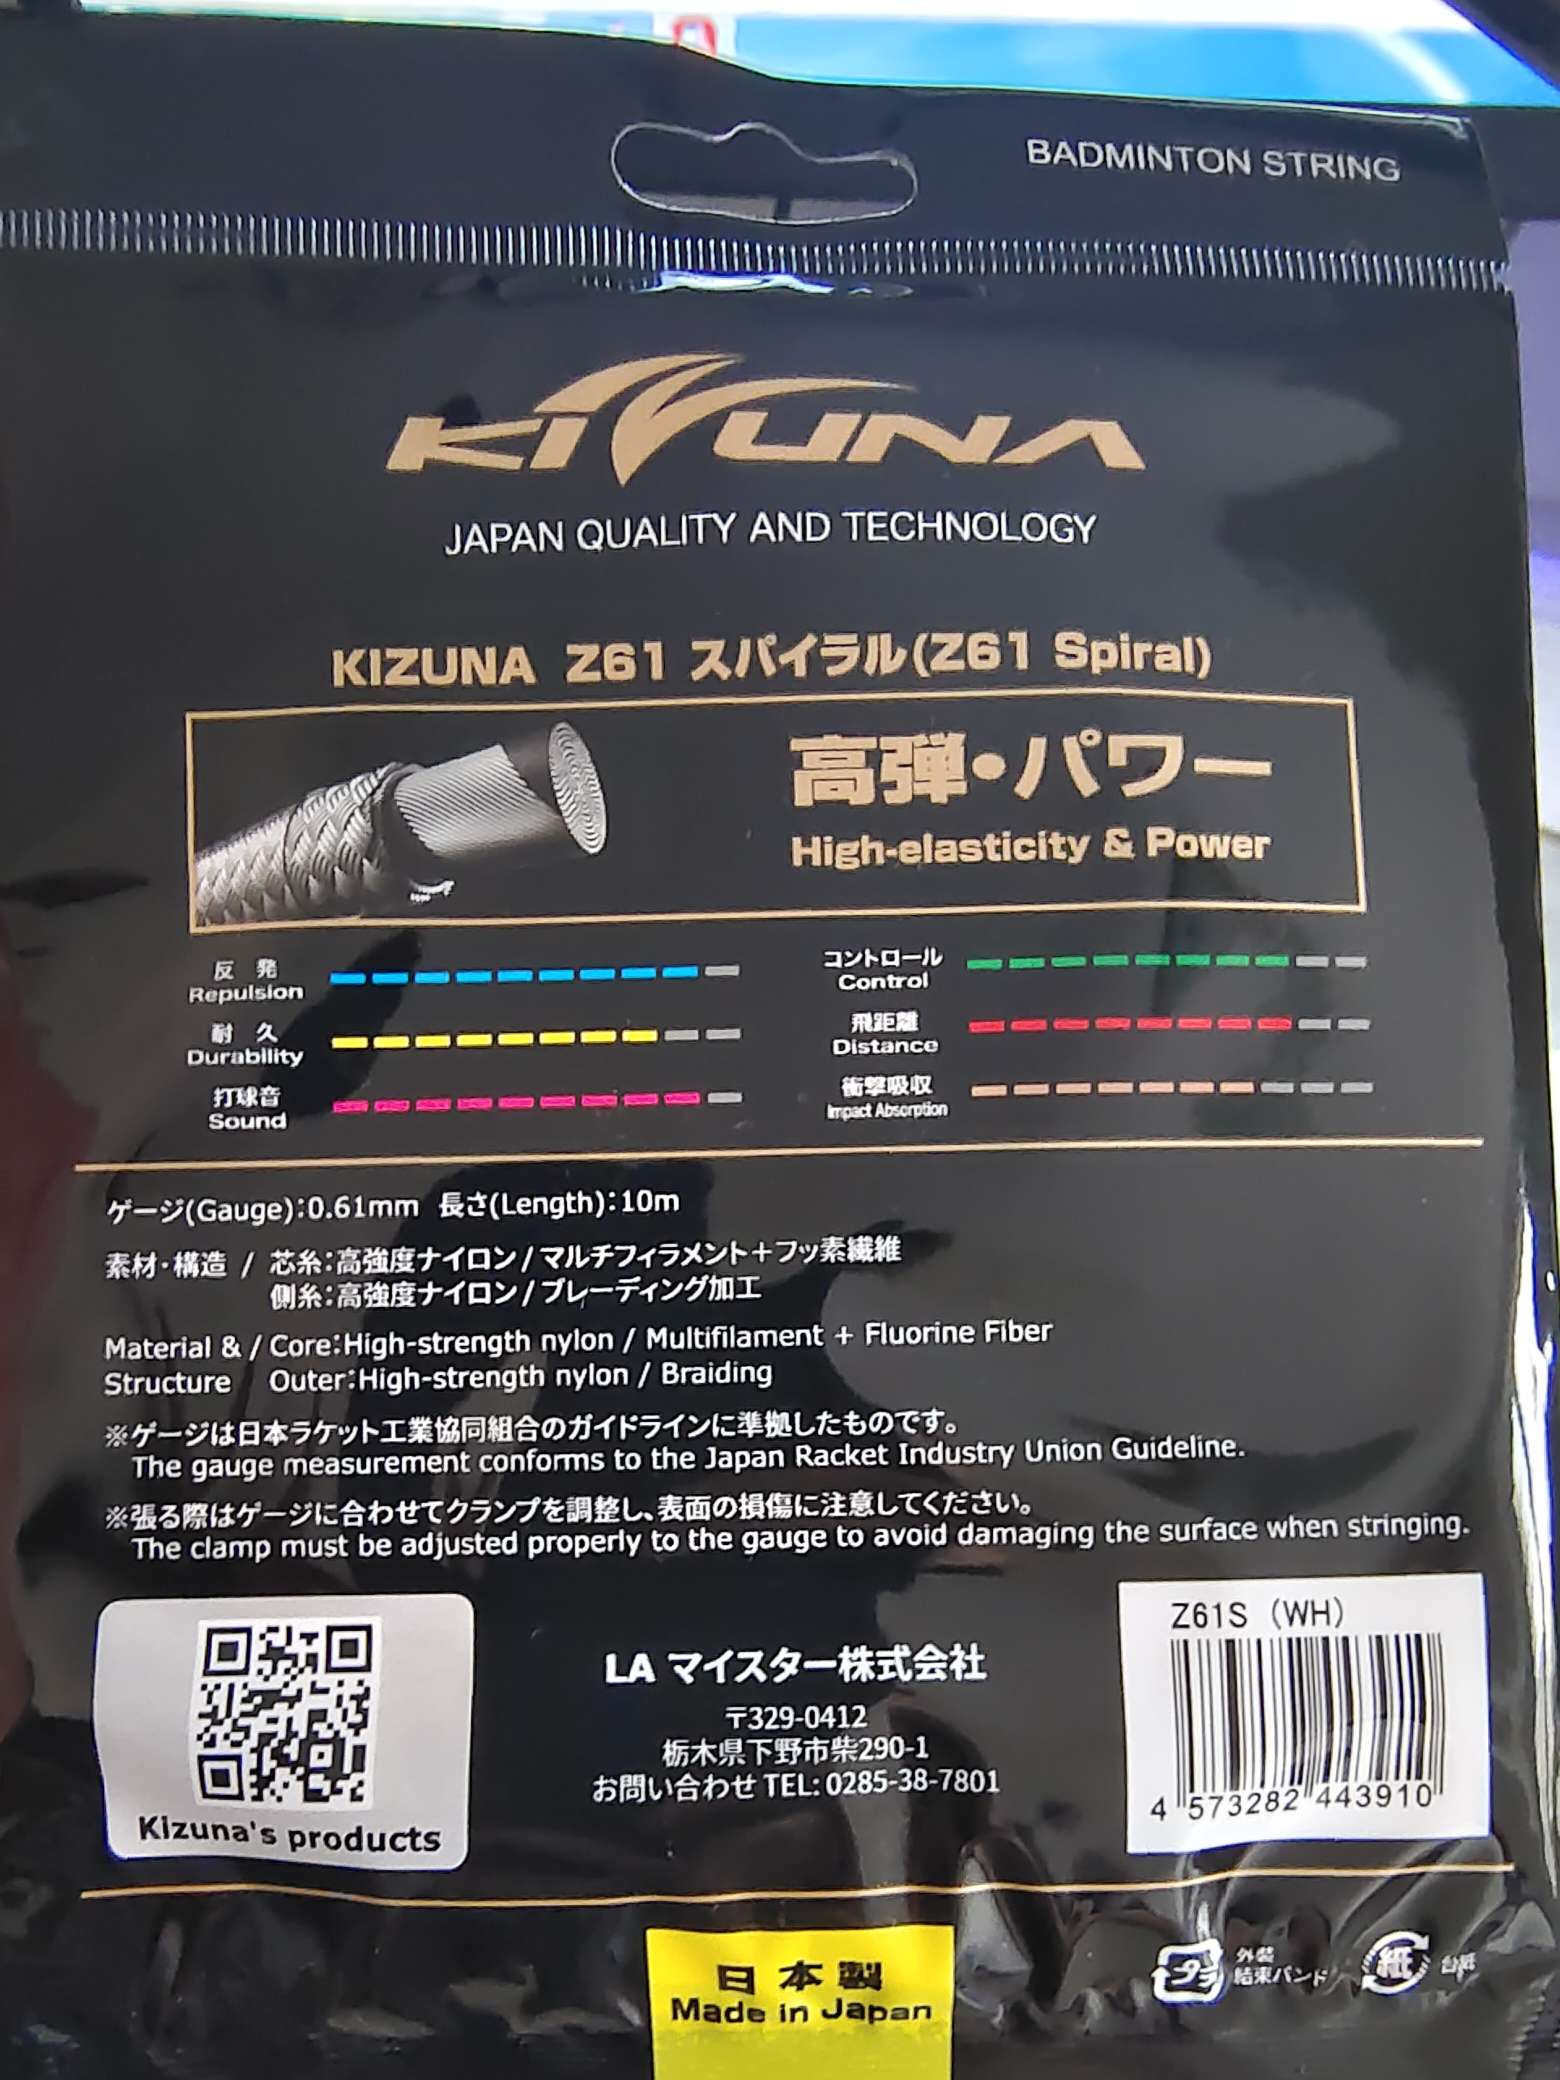 BADMINTON STRING
KIZUNA
JAPAN QUALITY AND TECHNOLOGY
KIZUNA Z61 スパイラル(Z61 Spiral)
高弾・パワー
High-elasticity & Power
反 発
Repulsion
コントロール
Control
耐 久
Durability
飛距離
Distance
打球音
Sound
衝撃吸収
Impact Absorption
ゲージ(Gauge):0.61mm 長さ(Length):10m
素材・構造 / 芯糸:高強度ナイロン/マルチフィラメント+フッ素繊維
側糸:高強度ナイロン/ブレーディング加工
Material & / Core:High-strength nylon / Multifilament + Fluorine Fiber
Structure Outer:High-strength nylon / Braiding
※ゲージは日本ラケット工業協同組合のガイドラインに準拠したものです。
The gauge measurement conforms to the Japan Racket Industry Union Guideline.
※張る際はゲージに合わせてクランプを調整し、表面の損傷に注意してください。
The clamp must be adjusted properly to the gauge to avoid damaging the surface when stringing.
Kizuna's products
LA マイスター株式会社
〒329-0412
栃木県下野市柴290-1
お問い合わせ TEL: 0285-38-7801
Z61S (WH)
4 573282 443910
日本製
Made in Japan
プラ
外装
結束バンド
紙
台紙